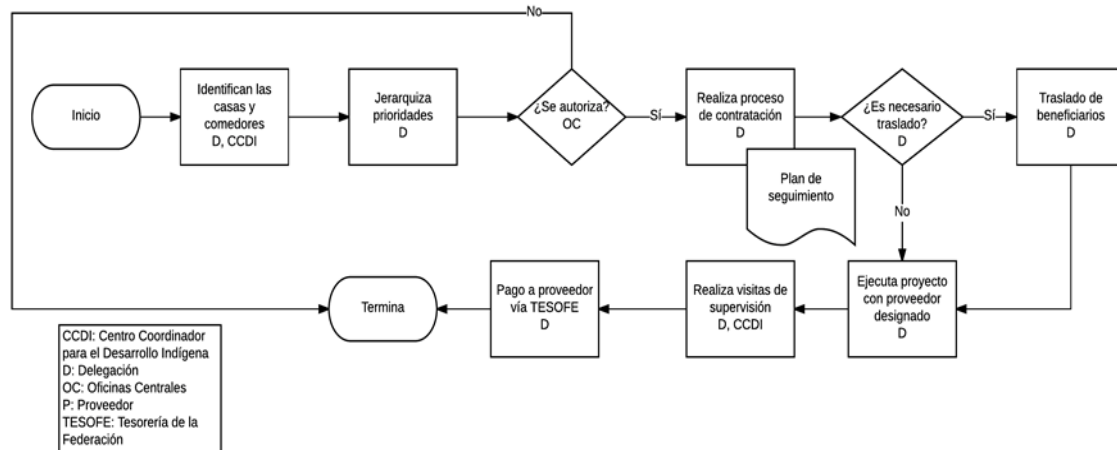 No
Inicio
Identifican las
casas y
comedores
D, CCDI
Jerarquiza
prioridades
D
¿Se autoriza?
OC
Sí
Realiza proceso
de contratación
D
Plan de
seguimiento
¿Es necesario
traslado?
D
Sí
Traslado de
beneficiarios
D
No
Termina
Pago a proveedor
vía TESOFE
D
Realiza visitas de
supervisión
D, CCDI
Ejecuta proyecto
con proveedor
designado
D
CCDI: Centro Coordinador
para el Desarrollo Indígena
D: Delegación
OC: Oficinas Centrales
P: Proveedor
TESOFE: Tesorería de la
Federación